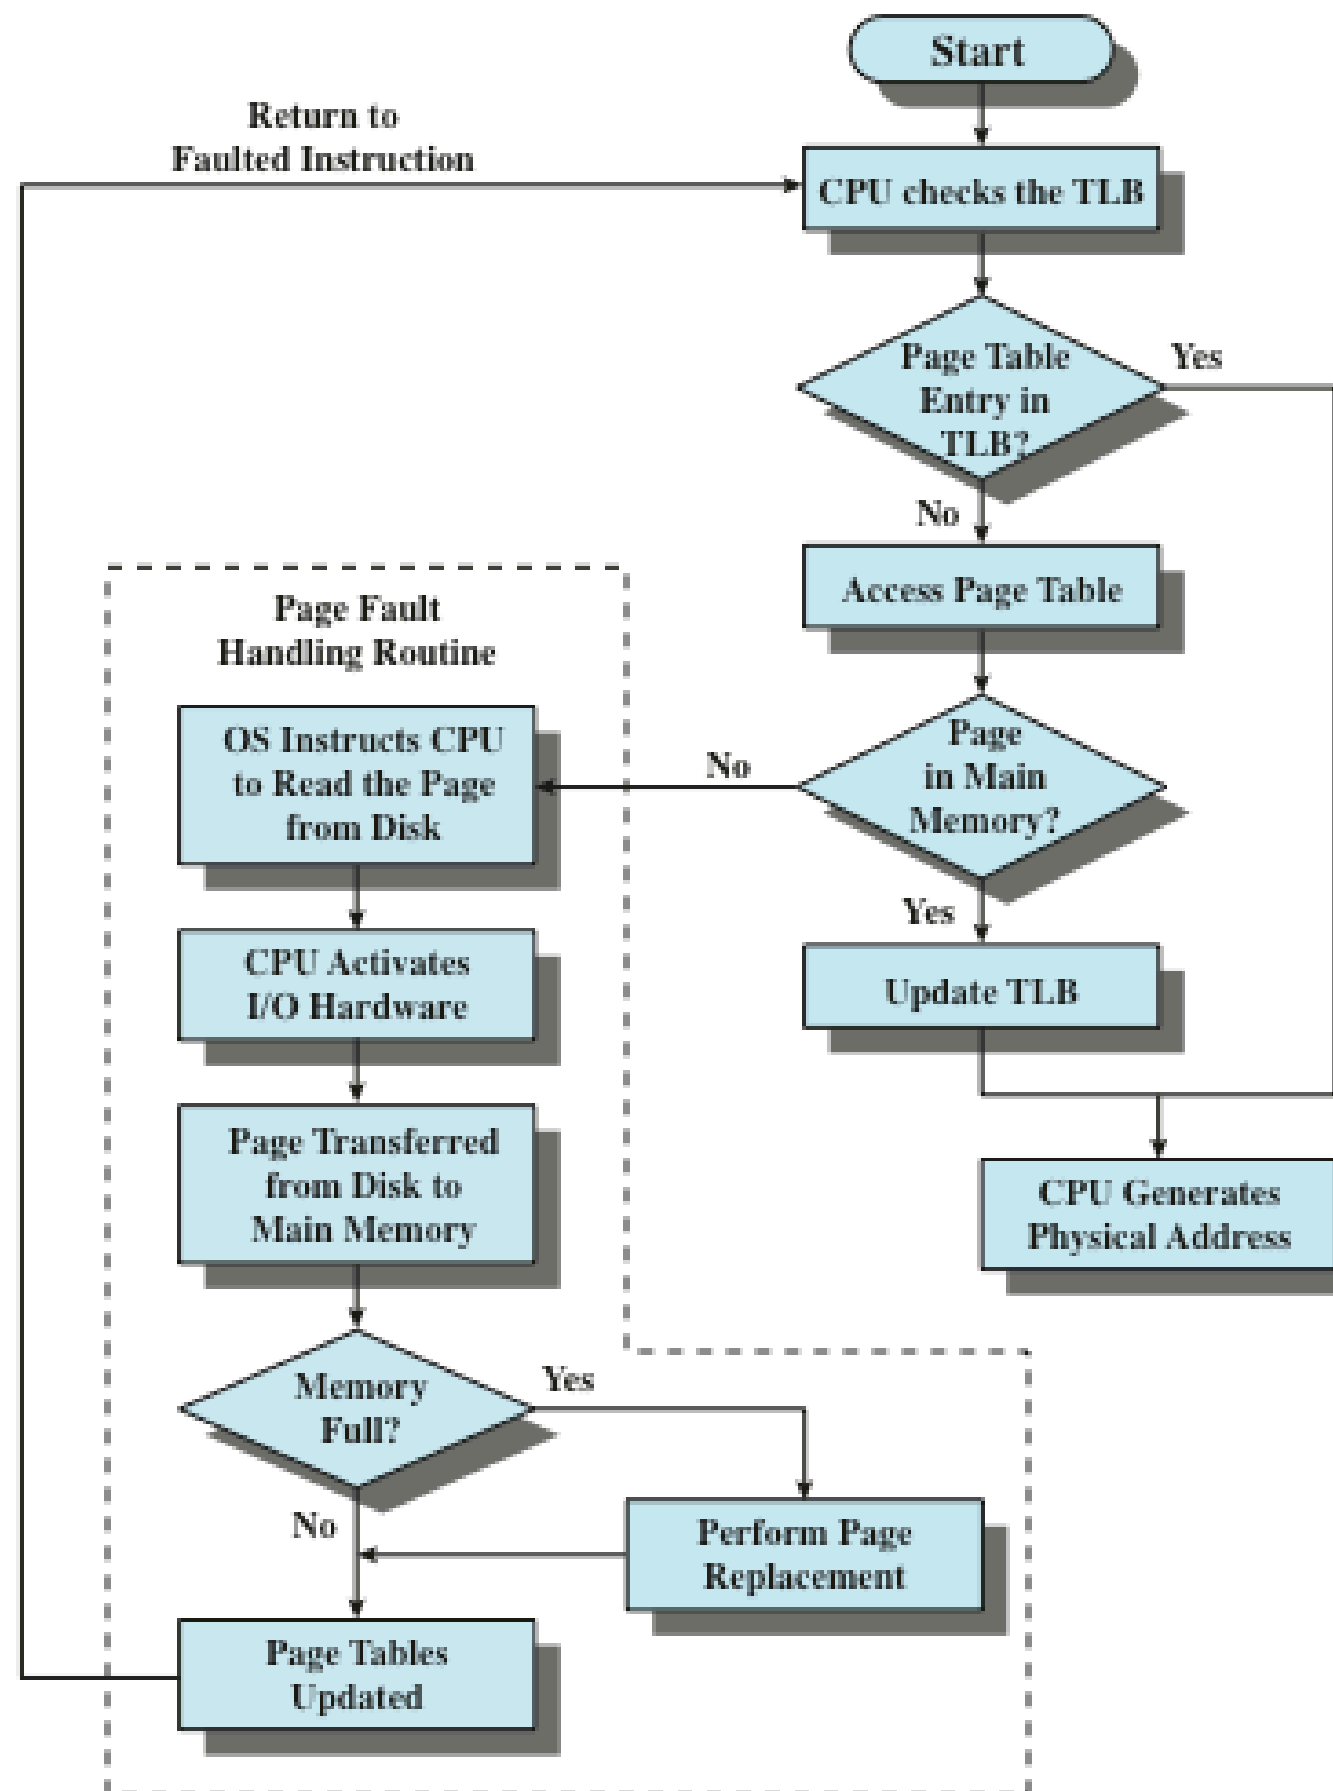 Start
Return to
Faulted Instruction
CPU checks the TLB
Page Table
Entry in
TLB?
Yes
No
Access Page Table
Page Fault
Handling Routine
OS Instructs CPU
to Read the Page
from Disk
No
Page
in Main
Memory?
Yes
CPU Activates
I/O Hardware
Update TLB
Page Transferred
from Disk to
Main Memory
CPU Generates
Physical Address
Memory
Full?
Yes
No
Perform Page
Replacement
Page Tables
Updated